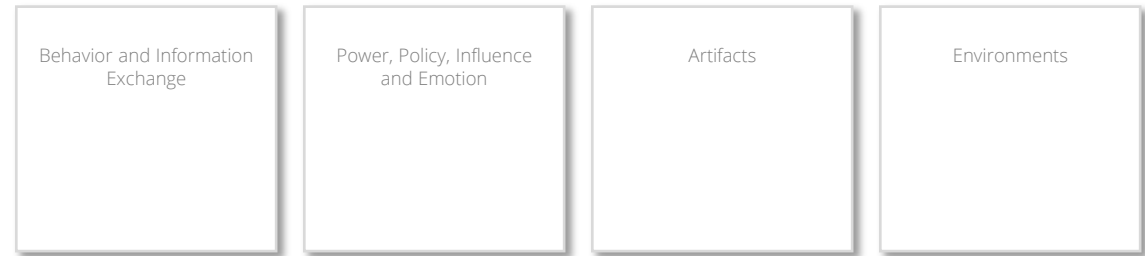 Behavior and Information
Exchange
Power, Policy, Influence
and Emotion
Artifacts
Environments